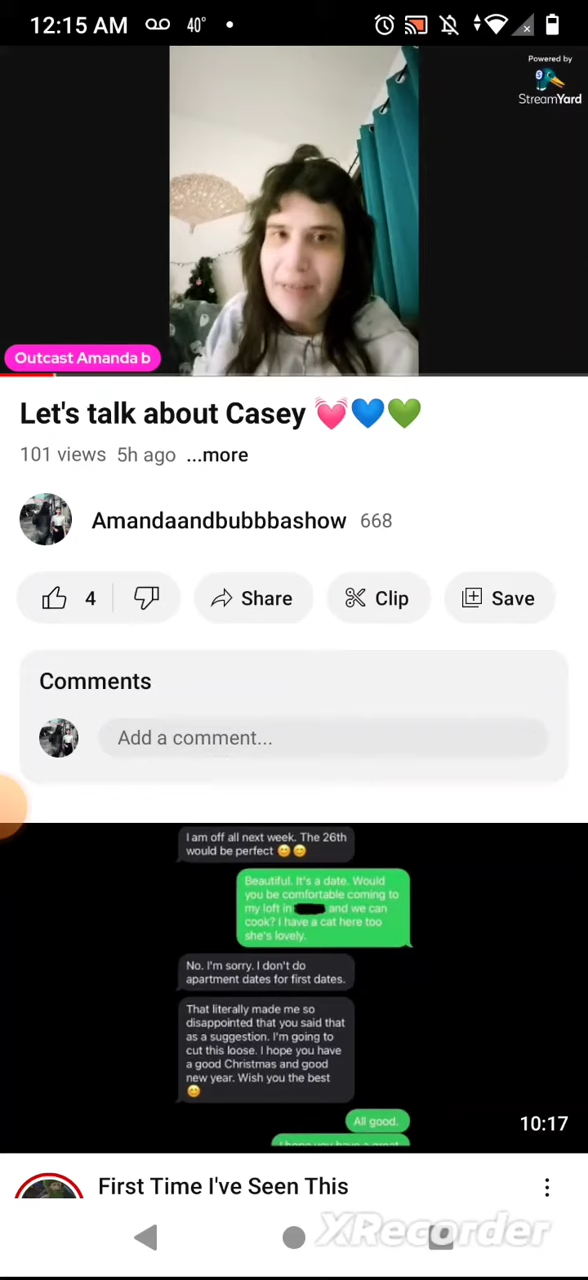 12:15 AM 40°
Powered by
StreamYard
Outcast Amanda b
Let's talk about Casey 💓💙💚
101 views 5h ago ...more
Amandaandbubbbashow 668
4 Share Clip Save
Comments
Add a comment...
I am off all next week. The 26th
would be perfect 😊😊
Beautiful. It's a date. Would
you be comfortable coming to
my loft in and we can
cook? I have a cat here too
she's lovely.
No. I'm sorry. I don't do
apartment dates for first dates.
That literally made me so
disappointed that you said that
as a suggestion. I'm going to
cut this loose. I hope you have
a good Christmas and good
new year. Wish you the best
😊
All good.
I hope you have a great
10:17
First Time I've Seen This
XRecorder